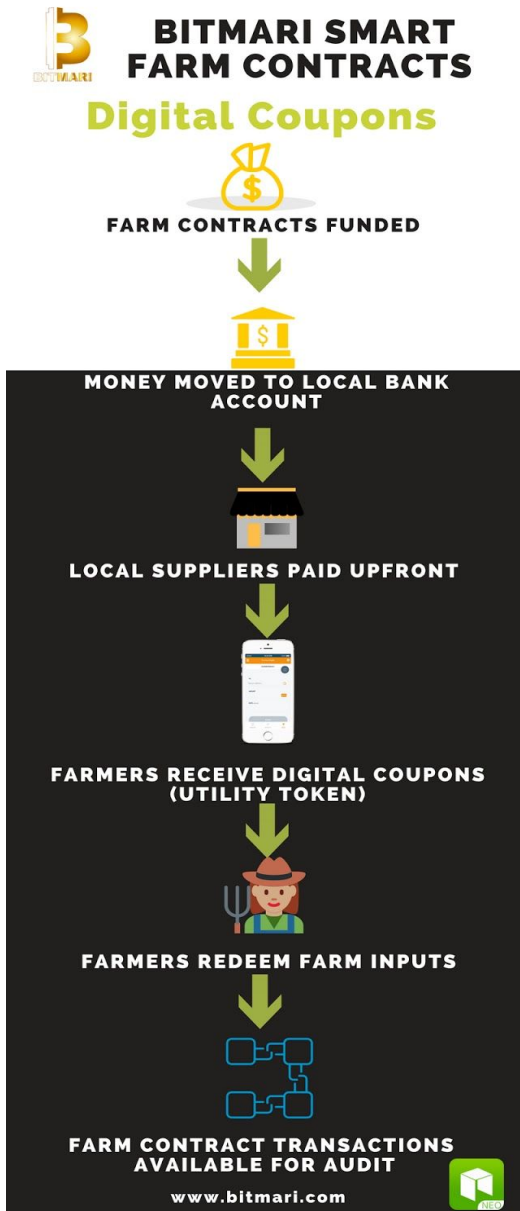 BITMARI
BITMARI SMART
FARM CONTRACTS
Digital Coupons
$
FARM CONTRACTS FUNDED
$
MONEY MOVED TO LOCAL BANK
ACCOUNT
LOCAL SUPPLIERS PAID UPFRONT
FARMERS RECEIVE DIGITAL COUPONS
(UTILITY TOKEN)
FARMERS REDEEM FARM INPUTS
FARM CONTRACT TRANSACTIONS
AVAILABLE FOR AUDIT
www.bitmari.com
NEO